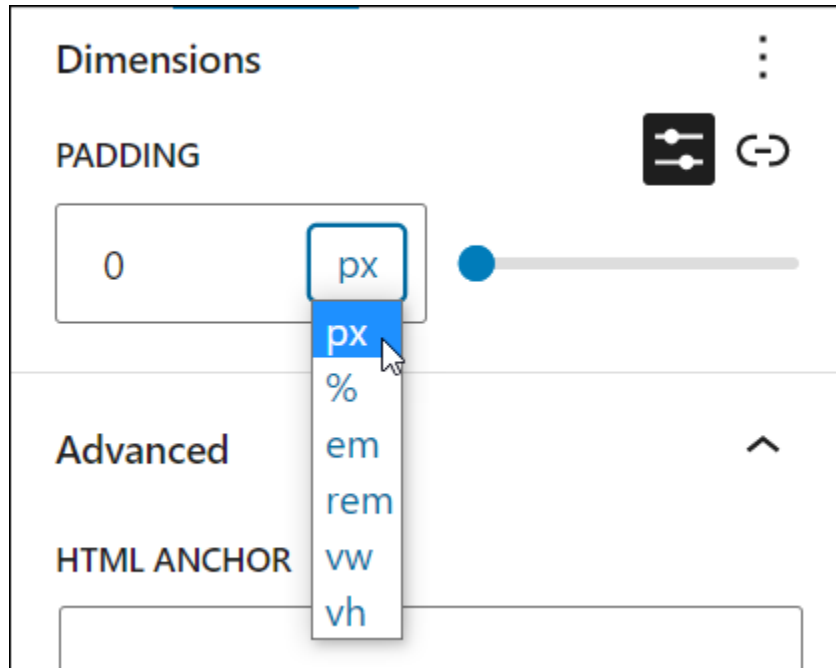 Dimensions
PADDING
0 px
px
%
em
Advanced
rem
HTML ANCHOR
vw
vh